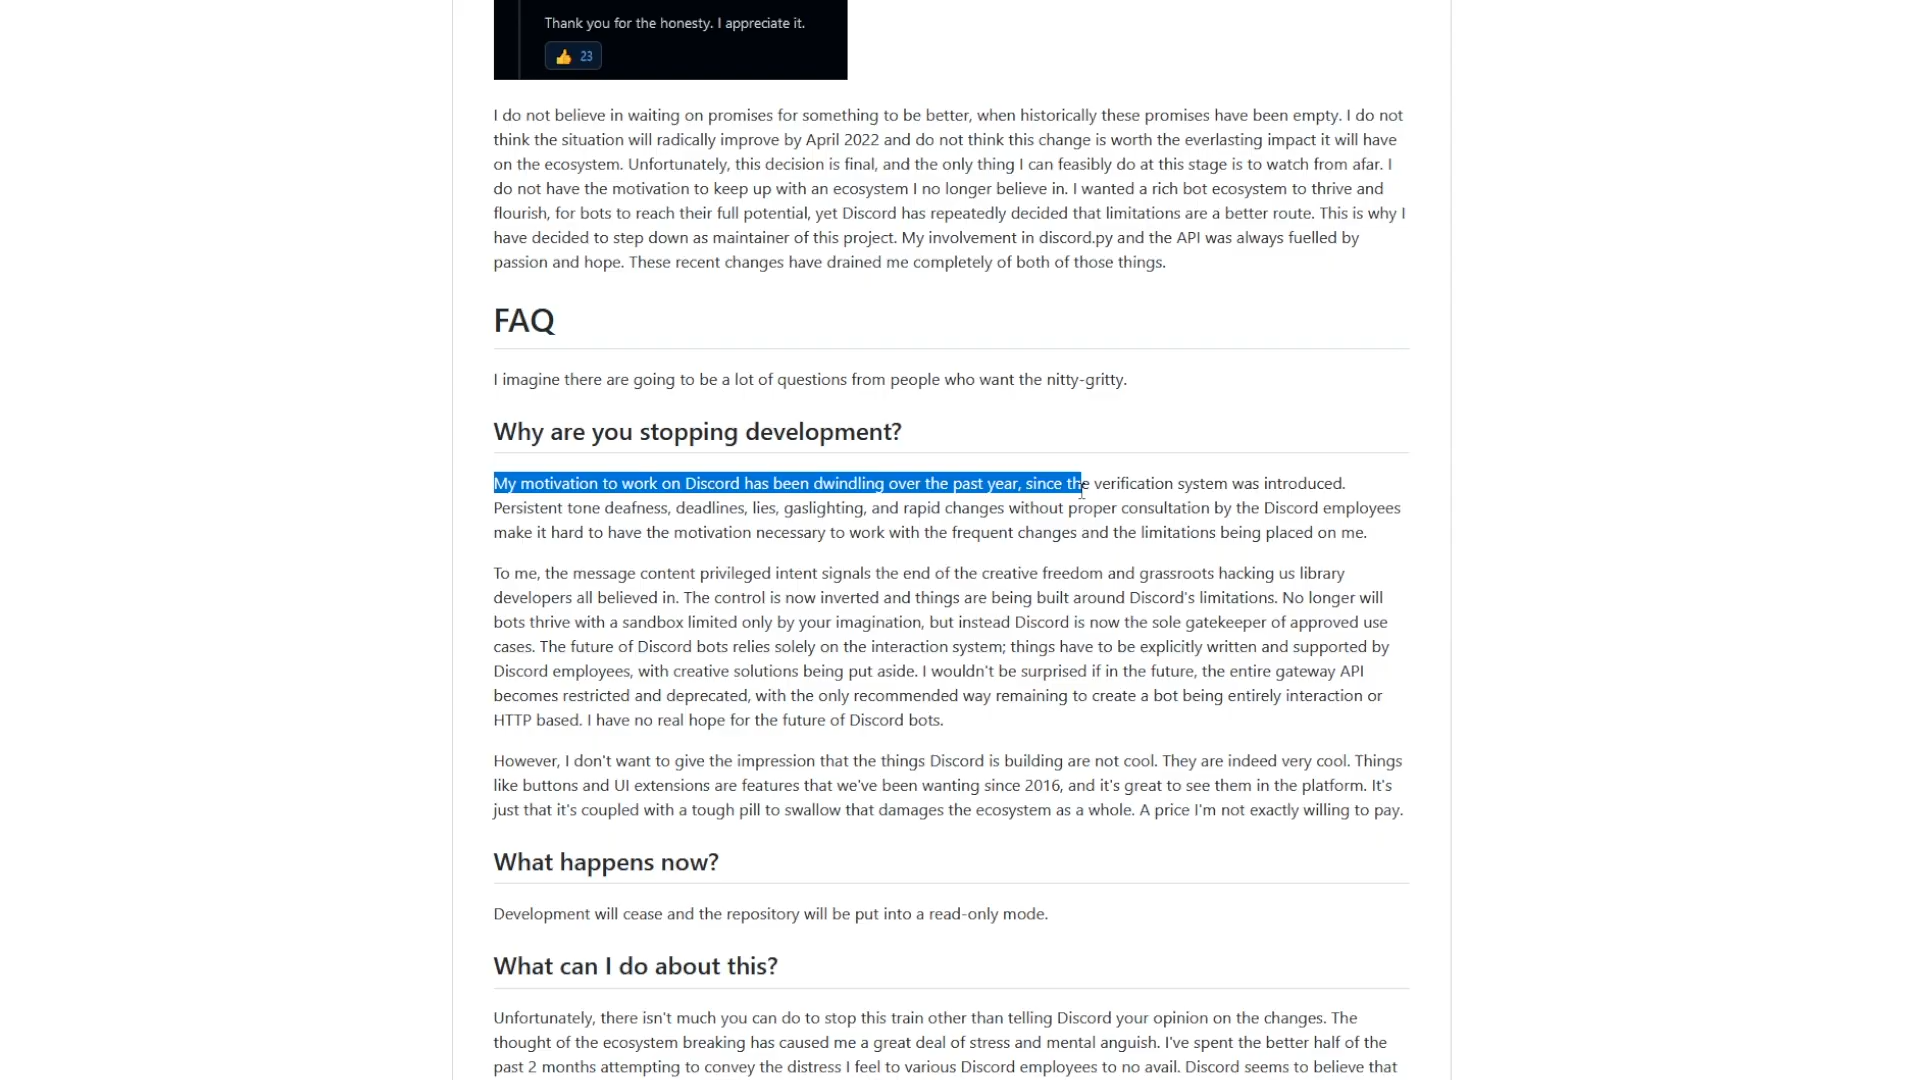 Thank you for the honesty. I appreciate it.
👍 23
I do not believe in waiting on promises for something to be better, when historically these promises have been empty. I do not
think the situation will radically improve by April 2022 and do not think this change is worth the everlasting impact it will have
on the ecosystem. Unfortunately, this decision is final, and the only thing I can feasibly do at this stage is to watch from afar. I
do not have the motivation to keep up with an ecosystem I no longer believe in. I wanted a rich bot ecosystem to thrive and
flourish, for bots to reach their full potential, yet Discord has repeatedly decided that limitations are a better route. This is why I
have decided to step down as maintainer of this project. My involvement in discord.py and the API was always fuelled by
passion and hope. These recent changes have drained me completely of both of those things.
FAQ
I imagine there are going to be a lot of questions from people who want the nitty-gritty.
Why are you stopping development?
My motivation to work on Discord has been dwindling over the past year, since the verification system was introduced.
Persistent tone deafness, deadlines, lies, gaslighting, and rapid changes without proper consultation by the Discord employees
make it hard to have the motivation necessary to work with the frequent changes and the limitations being placed on me.
To me, the message content privileged intent signals the end of the creative freedom and grassroots hacking us library
developers all believed in. The control is now inverted and things are being built around Discord's limitations. No longer will
bots thrive with a sandbox limited only by your imagination, but instead Discord is now the sole gatekeeper of approved use
cases. The future of Discord bots relies solely on the interaction system; things have to be explicitly written and supported by
Discord employees, with creative solutions being put aside. I wouldn't be surprised if in the future, the entire gateway API
becomes restricted and deprecated, with the only recommended way remaining to create a bot being entirely interaction or
HTTP based. I have no real hope for the future of Discord bots.
However, I don't want to give the impression that the things Discord is building are not cool. They are indeed very cool. Things
like buttons and UI extensions are features that we've been wanting since 2016, and it's great to see them in the platform. It's
just that it's coupled with a tough pill to swallow that damages the ecosystem as a whole. A price I'm not exactly willing to pay.
What happens now?
Development will cease and the repository will be put into a read-only mode.
What can I do about this?
Unfortunately, there isn't much you can do to stop this train other than telling Discord your opinion on the changes. The
thought of the ecosystem breaking has caused me a great deal of stress and mental anguish. I've spent the better half of the
past 2 months attempting to convey the distress I feel to various Discord employees to no avail. Discord seems to believe that